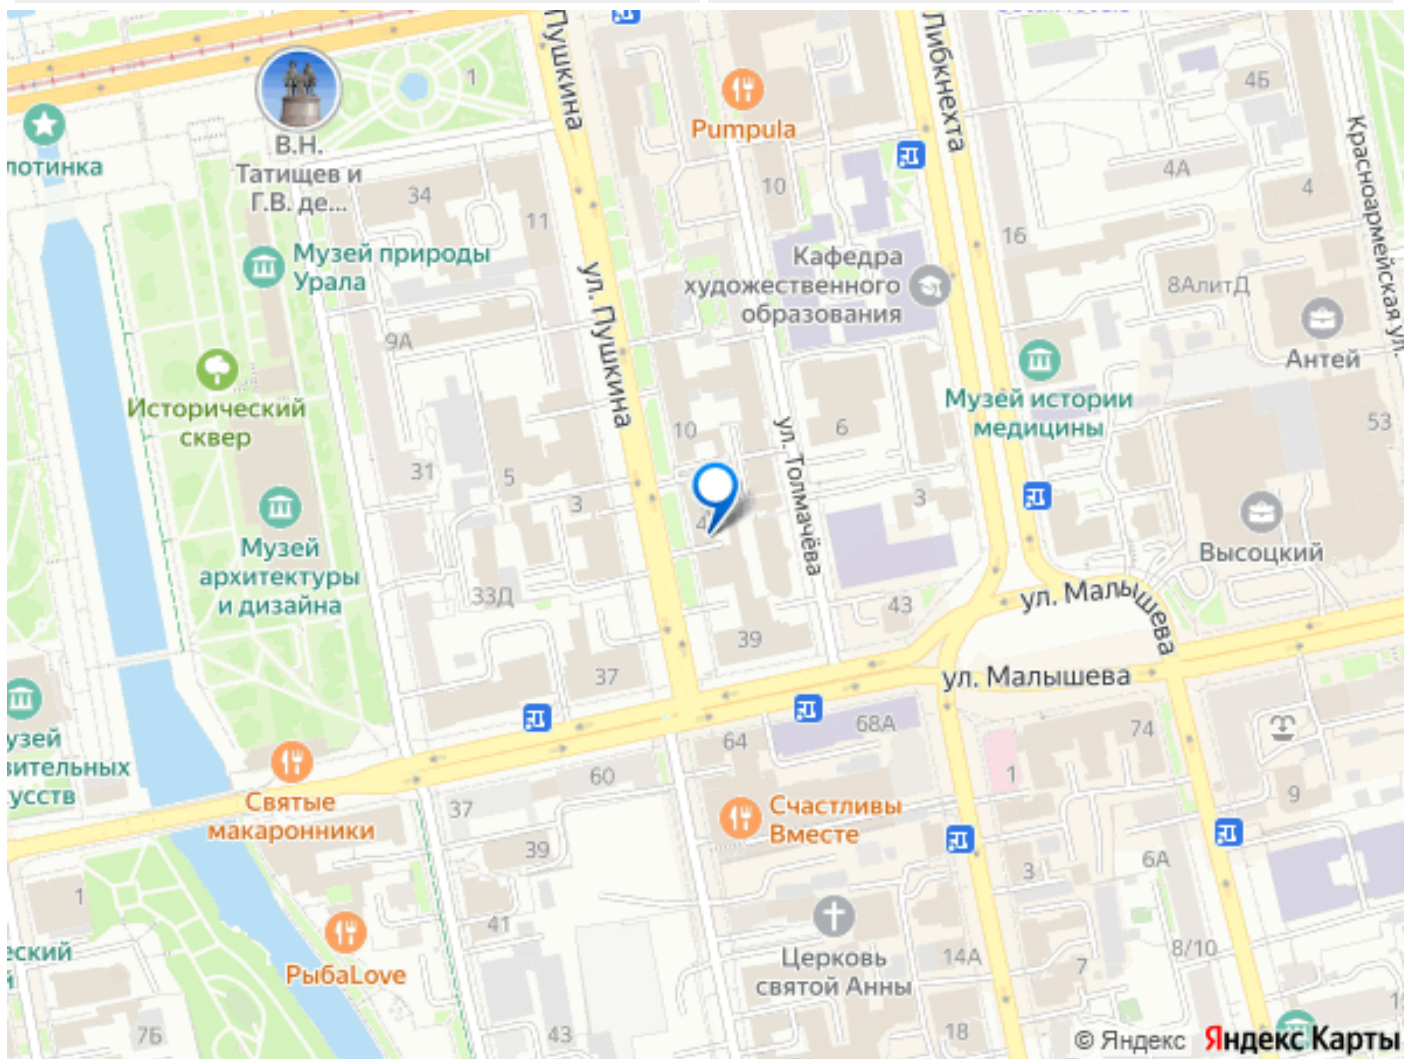 Пушкина
Либкнехта
1
4Б
Pumpula
В.Н.
Татищев и
Г.В. де...
лотинка
34
11
10
4А
4
Красноармейская ул.
16
Музей природы
Урала
Кафедра
художественного
образования
8АлитД
Антей
ул. Пушкина
9А
Исторический
сквер
Музей истории
медицины
10
ул. Толмачёва
6
53
31
5
3
3
4
Музей
архитектуры
и дизайна
Высоцкий
33Д
43
ул. Малышева
39
37
ул. Малышева
узей
вительных
усств
64
68А
74
60
1
9
Святые
макаронники
37
Счастливы
Вместе
39
3
6А
1
41
Церковь
святой Анны
14А
7
8/10
еский
й
РыбаLove
7Б
43
18
© Яндекс Яндекс Карты